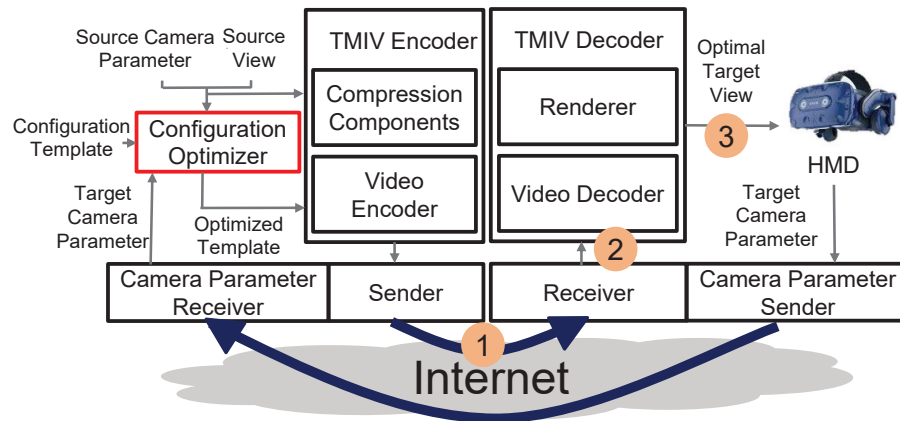 Source Camera
Parameter
Source
View
TMIV Encoder
TMIV Decoder
Optimal
Target
View
Compression
Components
Renderer
Configuration
Template
Configuration
Optimizer
3
HMD
Target
Camera
Parameter
Optimized
Template
Video
Encoder
Video Decoder
Target
Camera
Parameter
2
Camera Parameter
Receiver
Sender
Receiver
Camera Parameter
Sender
1
Internet